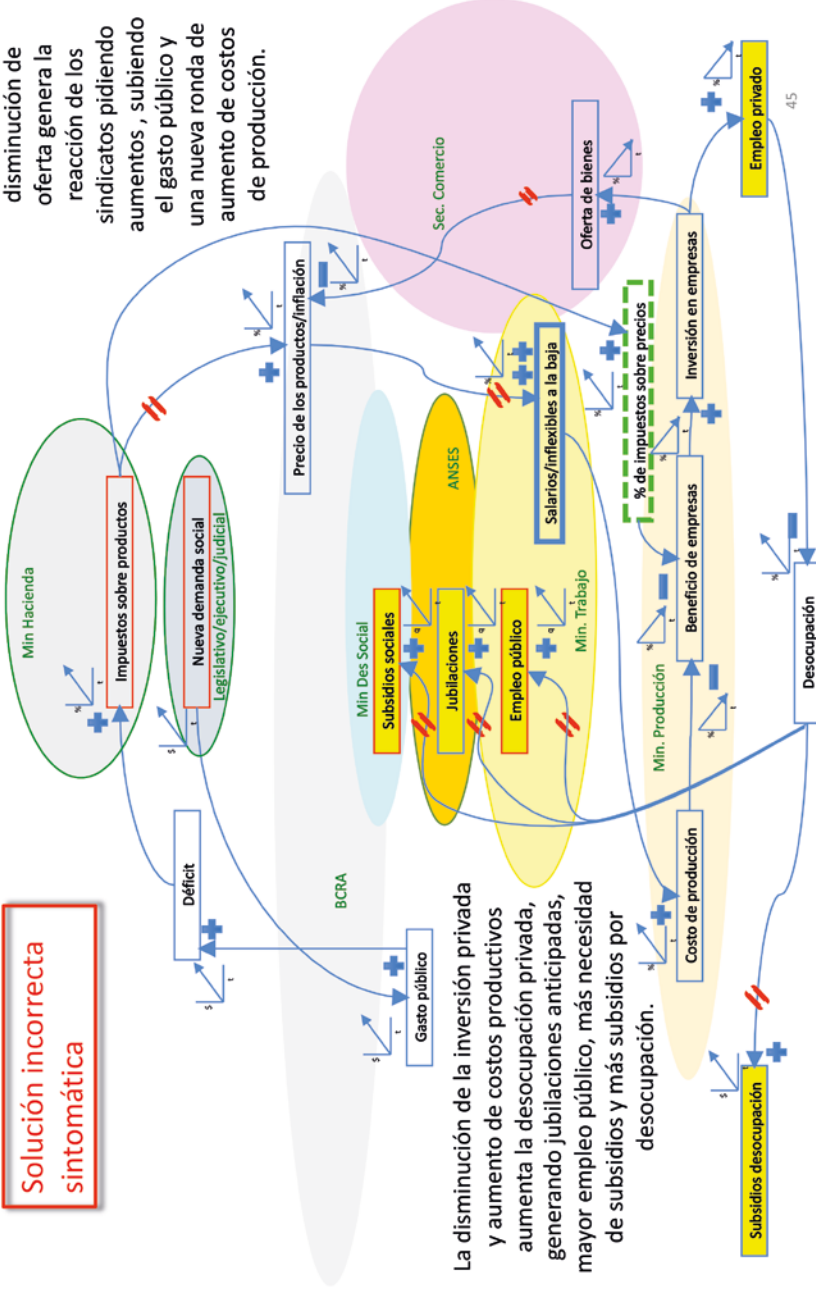 Solución incorrecta
sintomática
disminución de
oferta genera la
reacción de los
sindicatos pidiendo
aumentos , subiendo
el gasto público y
una nueva ronda de
aumento de costos
de producción.
Min Hacienda
Impuestos sobre productos
%
t
Nueva demanda social
Legislativo/ejecutivo/judicial
$
t
Déficit
$
t
BCRA
Gasto público
$
t
Precio de los productos/inflación
%
t
%
t
Sec. Comercio
Oferta de bienes
%
t
Min Des Social
Subsidios sociales
q
t
ANSES
Jubilaciones
q
t
Empleo público
q
t
Min. Trabajo
Salarios/inflexibles a la baja
%
t
% de impuestos sobre precios
%
t
La disminución de la inversión privada
y aumento de costos productivos
aumenta la desocupación privada,
generando jubilaciones anticipadas,
mayor empleo público, más necesidad
de subsidios y más subsidios por
desocupación.
Min. Producción
Costo de producción
%
t
%
t
Beneficio de empresas
%
t
%
t
Inversión en empresas
Empleo privado
%
t
Desocupación
%
t
Subsidios desocupación
$
t
45